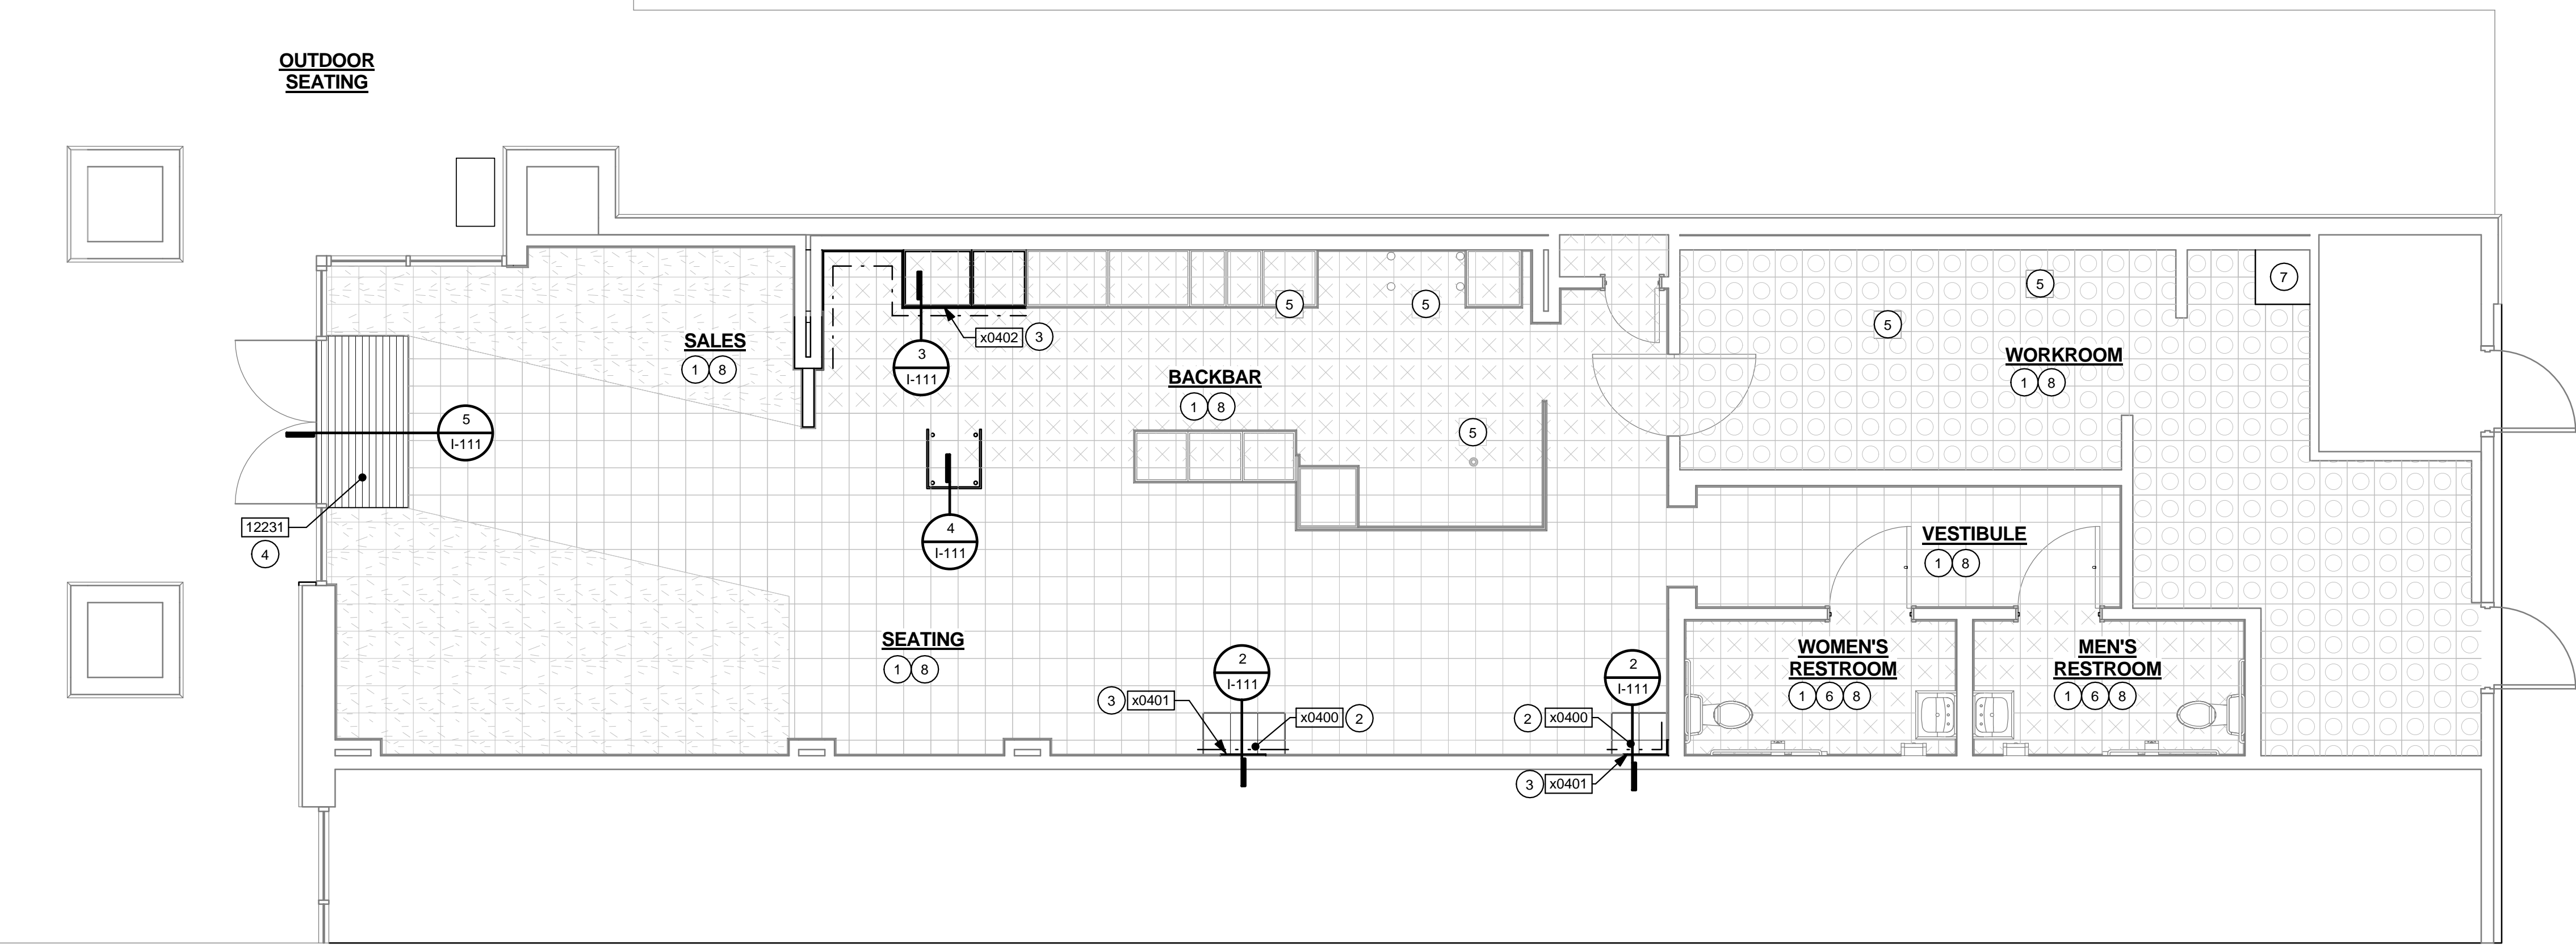 OUTDOOR
SEATING
SALES
1 8
3
I-111
x0402 3
5
5
BACKBAR
1 8
5
5
5
WORKROOM
1 8
7
5
I-111
12231
4
4
I-111
VESTIBULE
1 8
SEATING
1 8
2
I-111
3 x0401
x0400 2
2
I-111
2 x0400
3 x0401
WOMEN'S
RESTROOM
1 6 8
MEN'S
RESTROOM
1 6 8